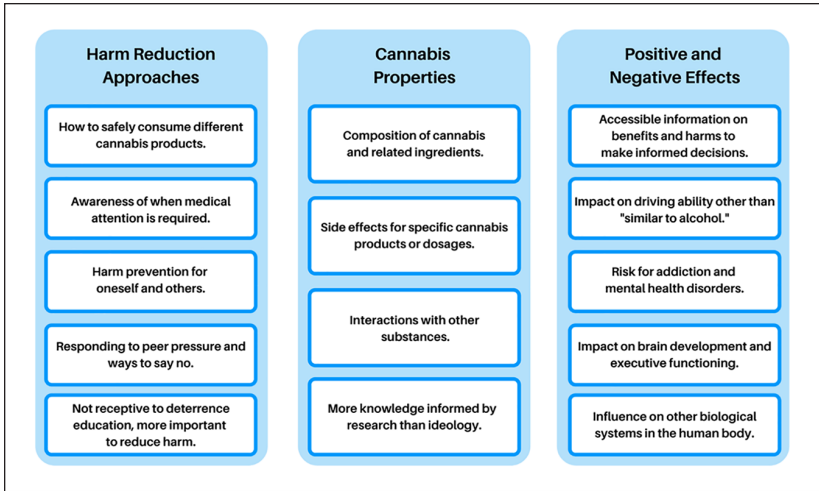 Harm Reduction
Approaches
How to safely consume different
cannabis products.
Awareness of when medical
attention is required.
Harm prevention for
oneself and others.
Responding to peer pressure and
ways to say no.
Not receptive to deterrence
education, more important
to reduce harm.
Cannabis
Properties
Composition of cannabis
and related ingredients.
Side effects for specific cannabis
products or dosages.
Interactions with other
substances.
More knowledge informed by
research than ideology.
Positive and
Negative Effects
Accessible information on
benefits and harms to
make informed decisions.
Impact on driving ability other than
"similar to alcohol."
Risk for addiction and
mental health disorders.
Impact on brain development and
executive functioning.
Influence on other biological
systems in the human body.